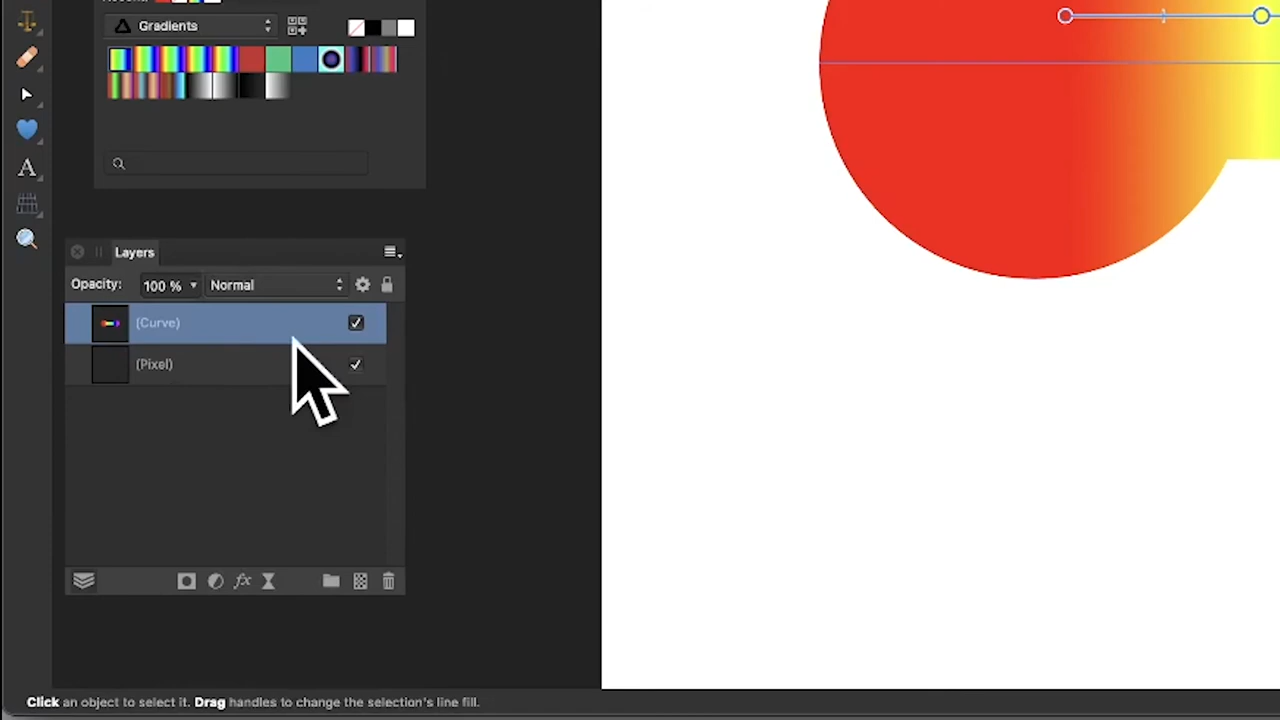 Gradients
Layers
Opacity: 100 % Normal
(Curve)
(Pixel)
fx
A
Click an object to select it. Drag handles to change the selection's line fill.